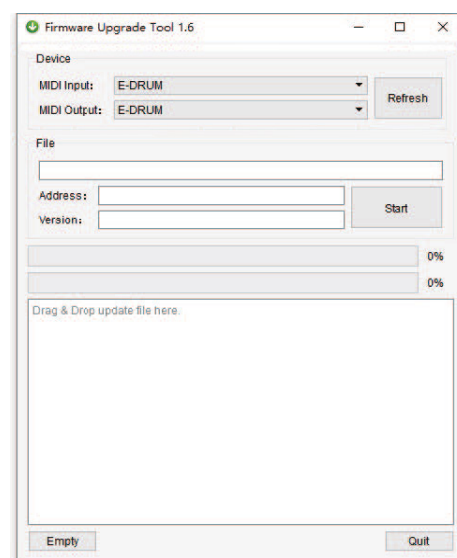 Firmware Upgrade Tool 1.6
Device
MIDI Input: E-DRUM
Refresh
MIDI Output: E-DRUM
File
Address:
Start
Version:
0%
0%
Drag & Drop update file here.
Empty Quit